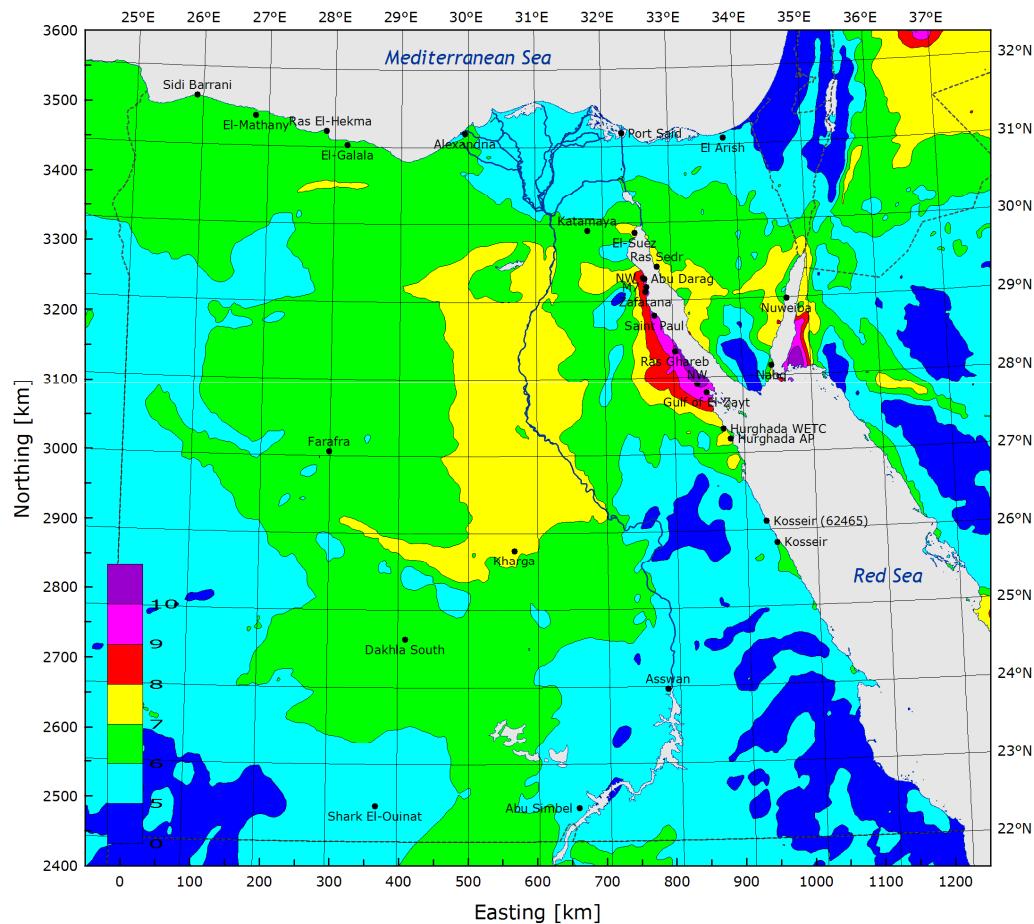 25°E 26°E 27°E 28°E 29°E 30°E 31°E 32°E 33°E 34°E 35°E 36°E 37°E
3600
32°N
Mediterranean Sea
Sidi Barrani
3500
El-Mathany
Ras El-Hekma
Port Said
31°N
El-Galala
Alexandria
El Arish
3400
30°N
Katamaya
3300
El-Suez
Ras Sedr
29°N
NW
Abu Darag
M
3200
Zafarana
Nuweiba
Saint Paul
28°N
Ras Ghareb
Nabq
NW
3100
Gulf of El-Zayt
27°N
Hurghada WETC
Farafra
Hurghada AP
3000
Northing [km]
26°N
2900
Kosseir (62465)
Kosseir
Kharga
Red Sea
25°N
2800
10
9
Dakhla South
2700
24°N
Asswan
8
7
2600
23°N
6
5
2500
Shark El-Ouinat
Abu Simbel
22°N
0
2400
0 100 200 300 400 500 600 700 800 900 1000 1100 1200
Easting [km]